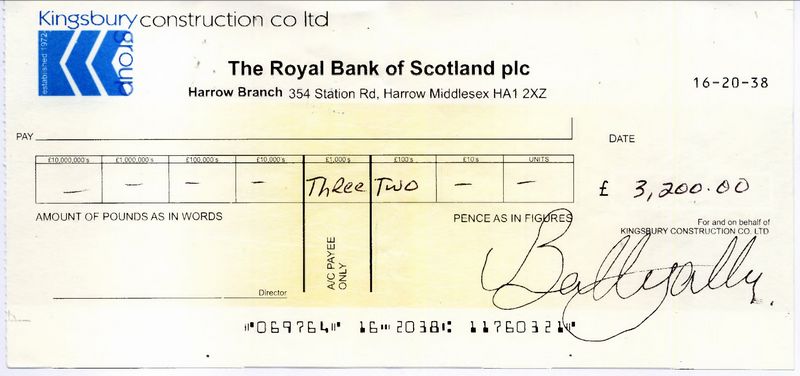 Kingsbury construction co ltd
established 1972
group
The Royal Bank of Scotland plc
Harrow Branch 354 Station Rd, Harrow Middlesex HA1 2XZ
16-20-38
PAY
DATE
£10,000,000's £1,000,000's £100,000's £10,000's £1,000's £100's £10's UNITS
— — — — Three Two — —
£ 3,200.00
AMOUNT OF POUNDS AS IN WORDS
PENCE AS IN FIGURES
For and on behalf of
KINGSBURY CONSTRUCTION CO. LTD
A/C PAYEE
ONLY
Director
⑈069764⑈ 16⑉2038⑆ 11760321⑈